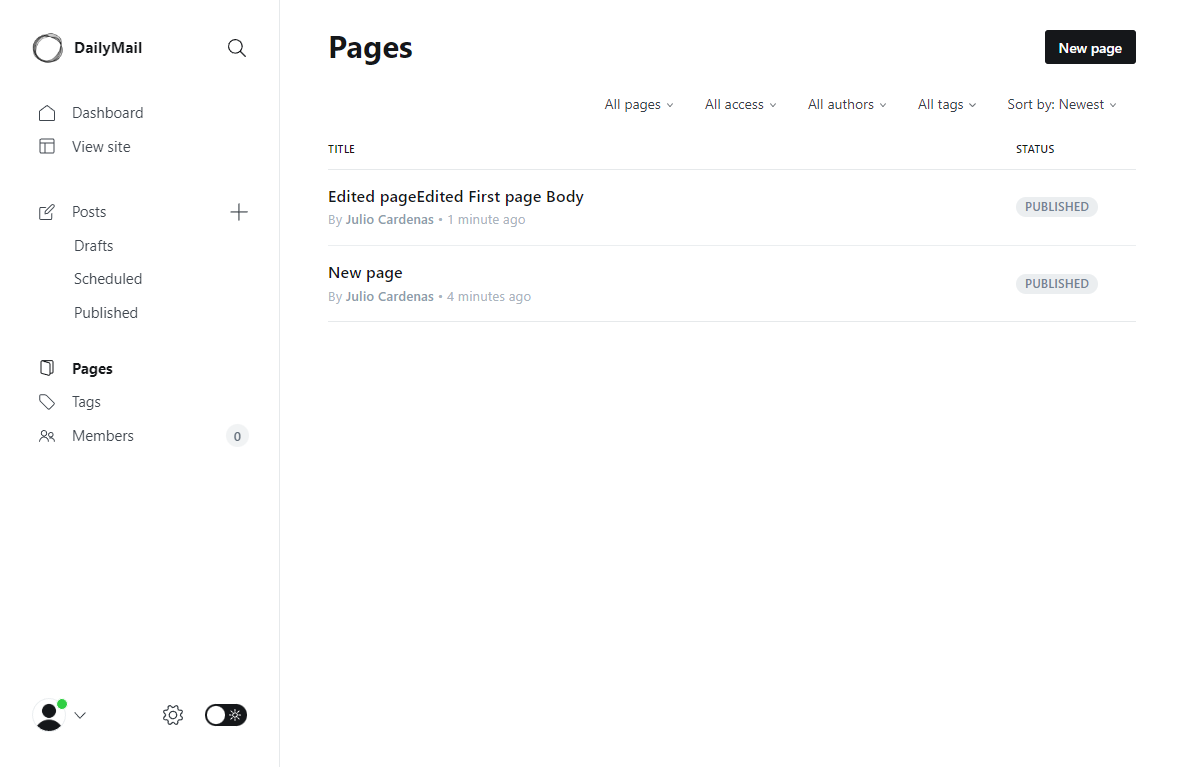 DailyMail
Dashboard
View site
Posts
Drafts
Scheduled
Published
Pages
Tags
Members 0
Pages
New page
All pages All access All authors All tags Sort by: Newest
TITLE STATUS
Edited pageEdited First page Body
By Julio Cardenas • 1 minute ago
PUBLISHED
New page
By Julio Cardenas • 4 minutes ago
PUBLISHED